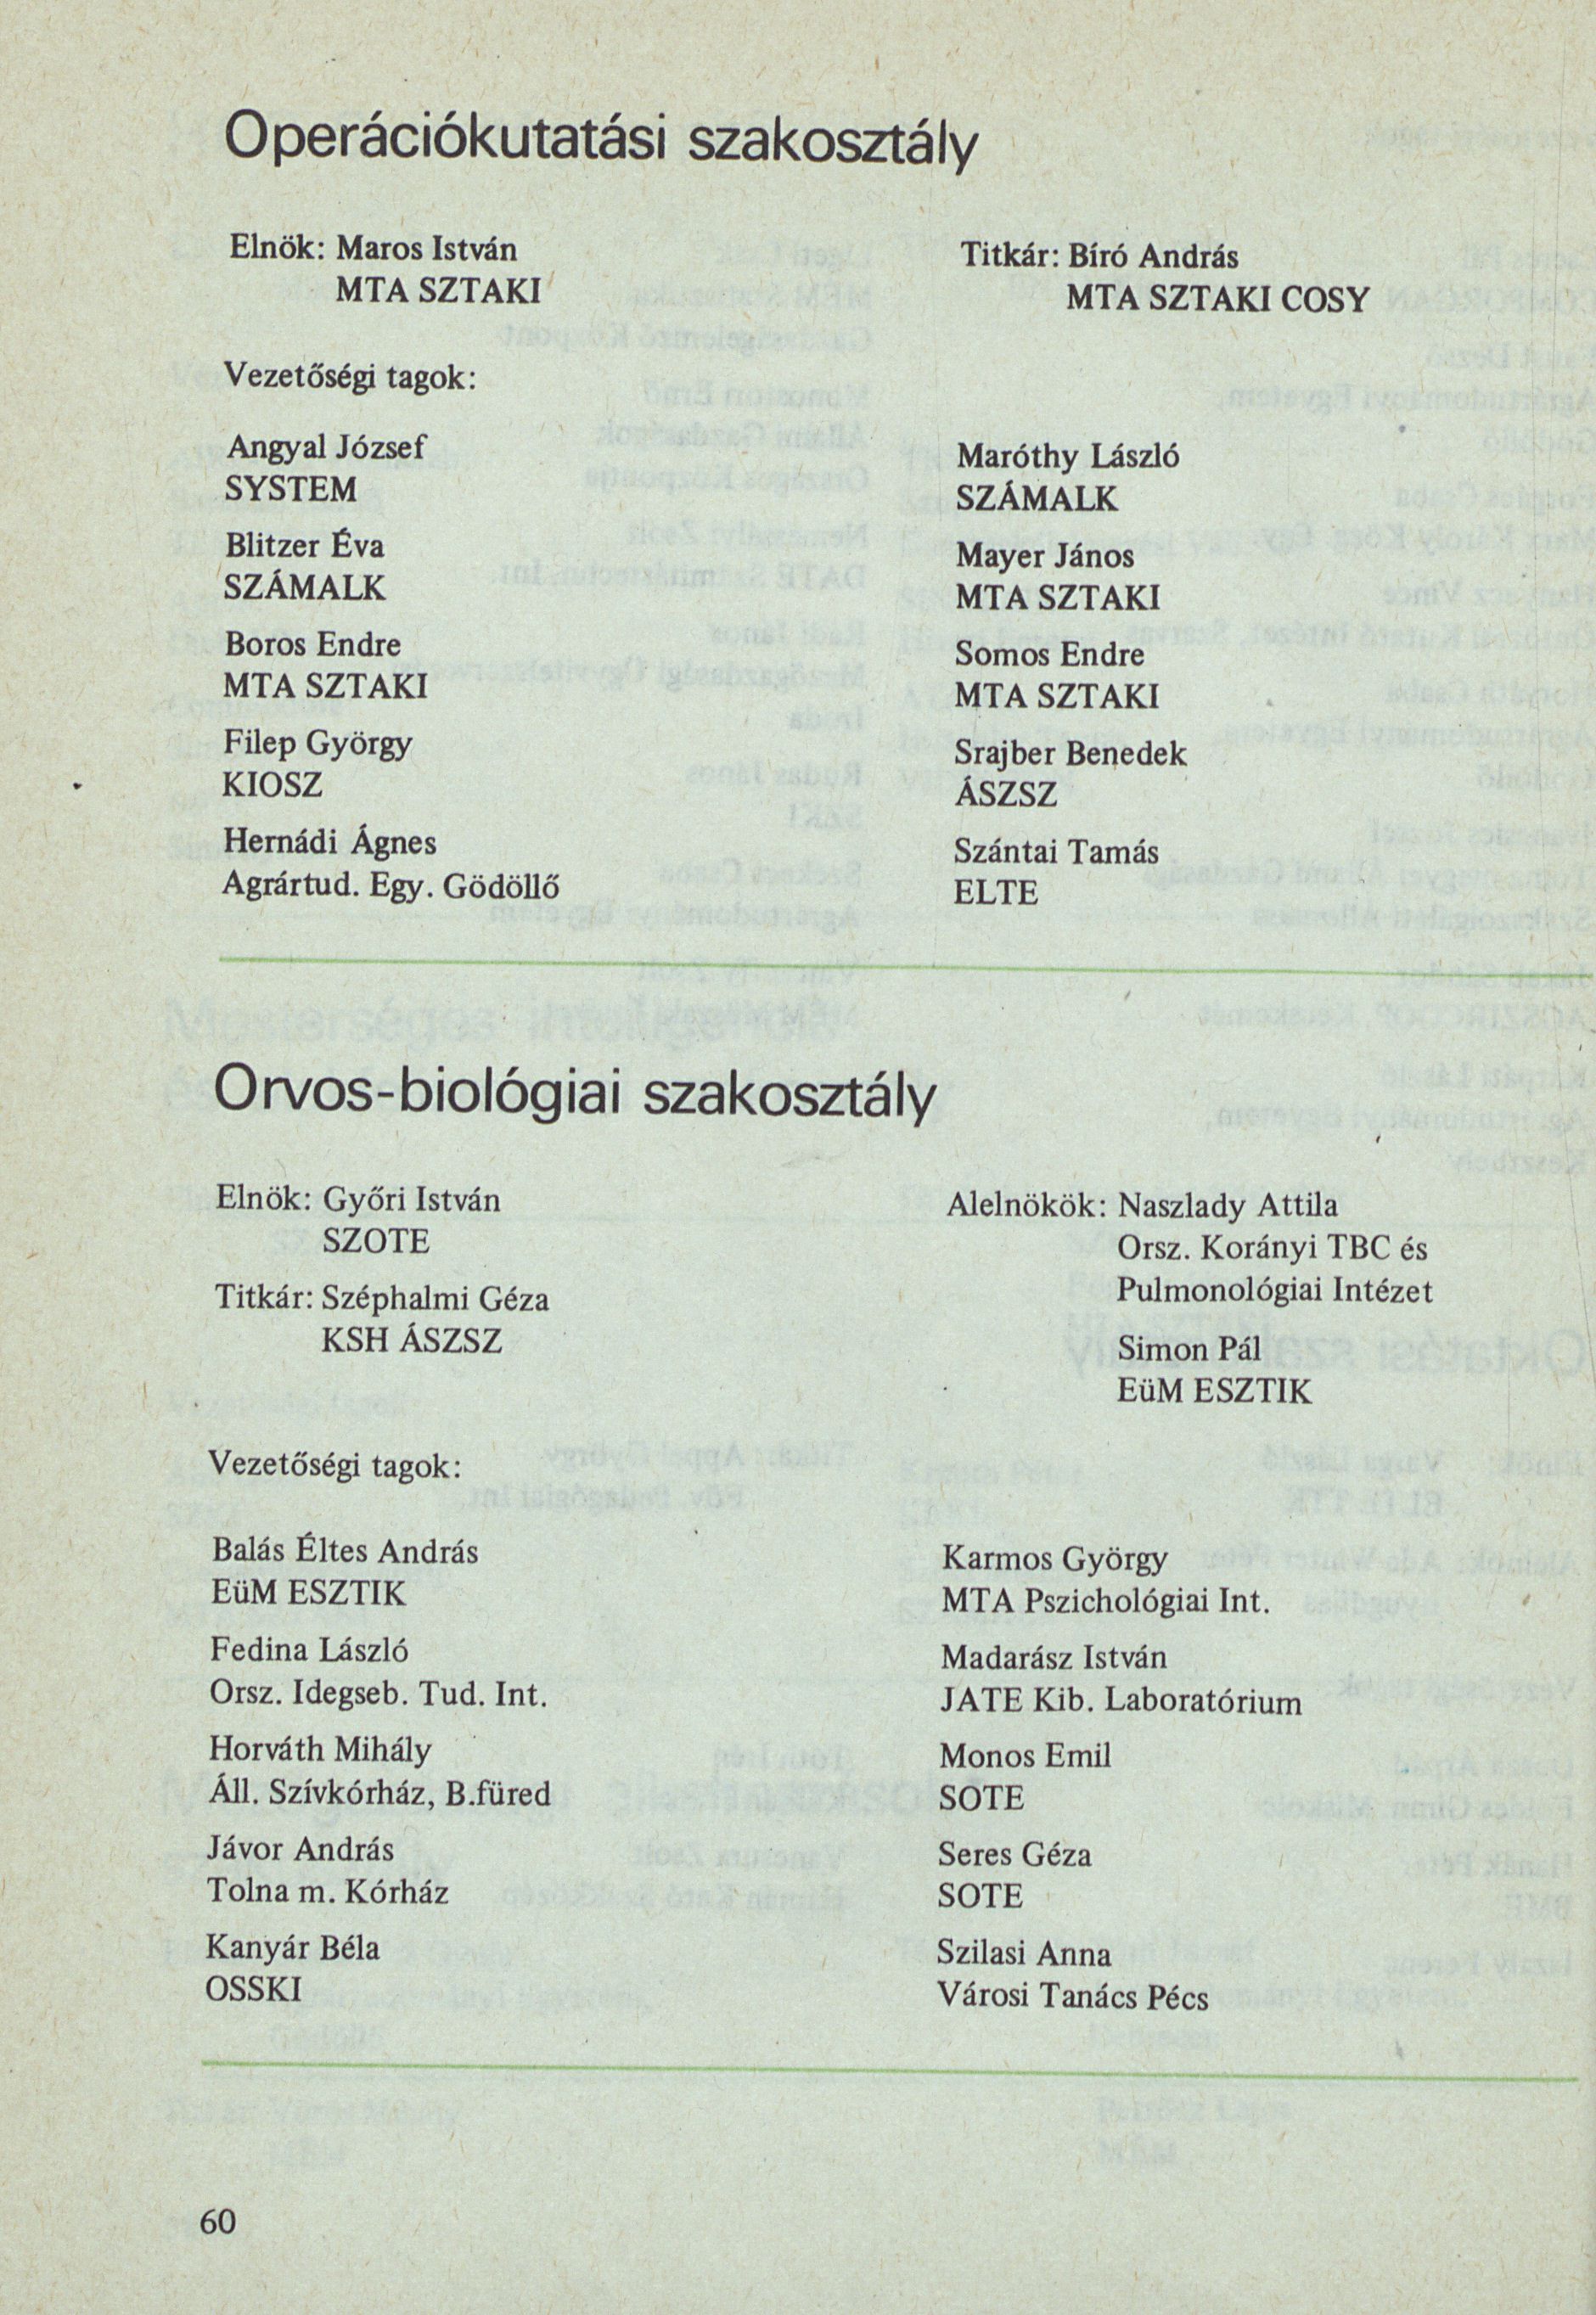 Operációkutatási szakosztály
Elnök: Maros István
MTA SZTAKI
Titkár: Bíró András
MTA SZTAKI COSY
Vezetőségi tagok:
Angyal József
SYSTEM
Blitzer Éva
SZÁMALK
Boros Endre
MTA SZTAKI
Filep György
KIOSZ
Hernádi Ágnes
Agrártud. Egy. Gödöllő
Maróthy László
SZÁMALK
Mayer János
MTA SZTAKI
Somos Endre
MTA SZTAKI
Srajber Benedek
ÁSZSZ
Szántai Tamás
ELTE
Orvos-biológiai szakosztály
Elnök: Győri István
SZOTE
Titkár: Széphalmi Géza
KSH ÁSZSZ
Alelnökök: Naszlady Attila
Orsz. Korányi TBC és
Pulmonológiai Intézet
Simon Pál
EüM ESZTIK
Vezetőségi tagok:
Balás Éltes András
EüM ESZTIK
Fedina László
Orsz. Idegseb. Tud. Int.
Horváth Mihály
Áll. Szívkórház, B.füred
Jávor András
Tolna m. Kórház
Kanyár Béla
OSSKI
Karmos György
MTA Pszichológiai Int.
Madarász István
JATE Kib. Laboratórium
Monos Emil
SOTE
Seres Géza
SOTE
Szilasi Anna
Városi Tanács Pécs
60